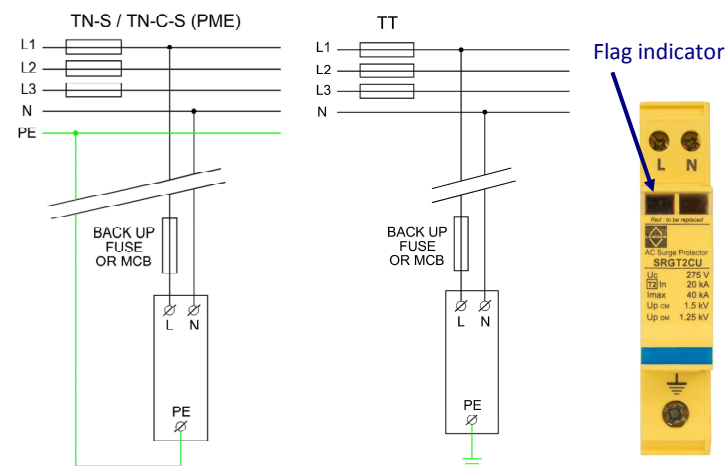 TN-S / TN-C-S (PME)
L1
L2
L3
N
PE
BACK UP
FUSE
OR MCB
L N
PE
TT
L1
L2
L3
N
BACK UP
FUSE
OR MCB
L N
PE
Flag indicator
L N
Red : to be replaced
AC Surge Protector
SRGT2CU
Uc 275 V
T2 In 20 kA
Imax 40 kA
Up CM 1.5 kV
Up DM 1.25 kV